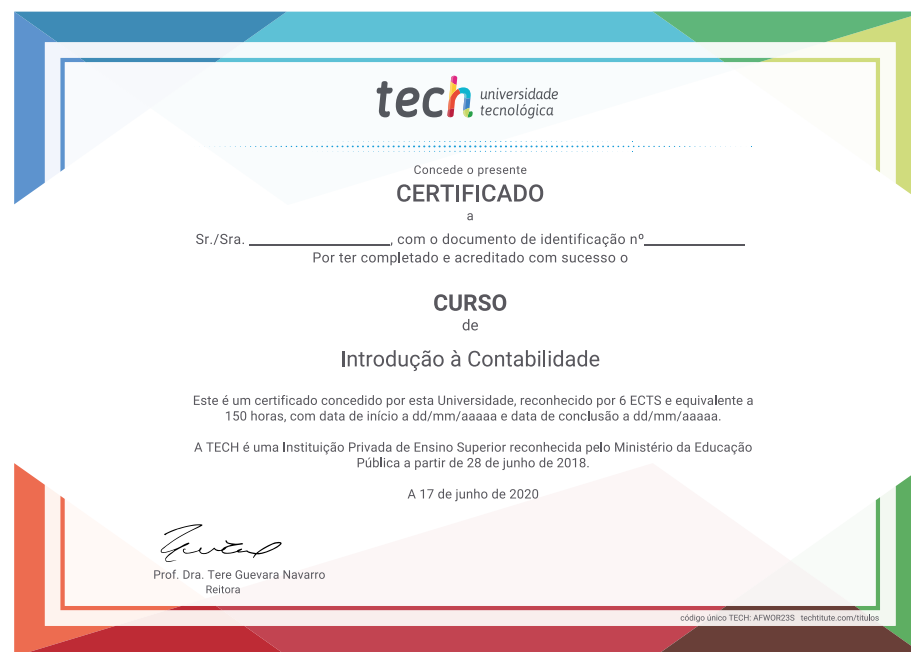 tech universidade
tecnológica
Concede o presente
CERTIFICADO
a
Sr./Sra. ________________, com o documento de identificação nº____________
Por ter completado e acreditado com sucesso o
CURSO
de
Introdução à Contabilidade
Este é um certificado concedido por esta Universidade, reconhecido por 6 ECTS e equivalente a
150 horas, com data de início a dd/mm/aaaaa e data de conclusão a dd/mm/aaaaa.
A TECH é uma Instituição Privada de Ensino Superior reconhecida pelo Ministério da Educação
Pública a partir de 28 de junho de 2018.
A 17 de junho de 2020
Prof. Dra. Tere Guevara Navarro
Reitora
código único TECH: AFWOR23S techtitute.com/titulos